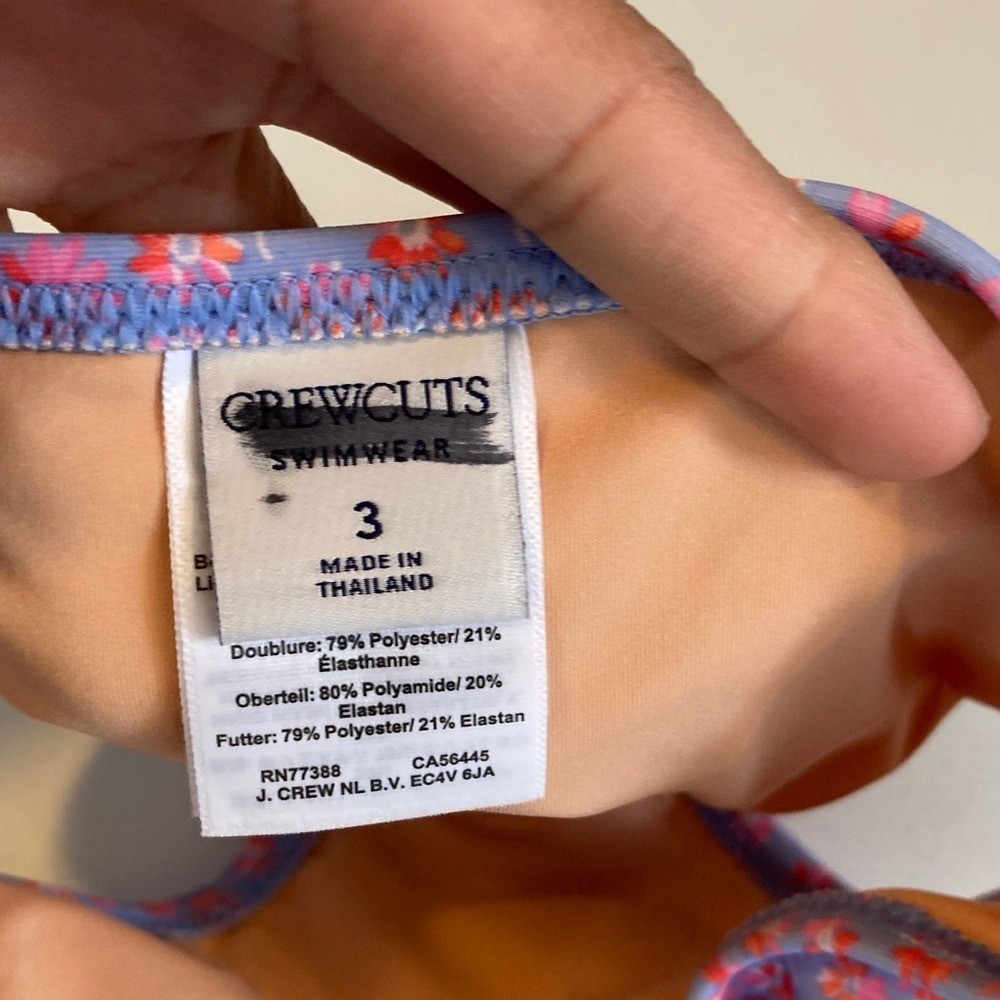 CREWCUTS
SWIMWEAR
3
MADE IN
THAILAND
Doublure: 79% Polyester/ 21%
Élasthanne
Oberteil: 80% Polyamide/ 20%
Elastan
Futter: 79% Polyester/ 21% Elastan
RN77388 CA56445
J. CREW NL B.V. EC4V 6JA